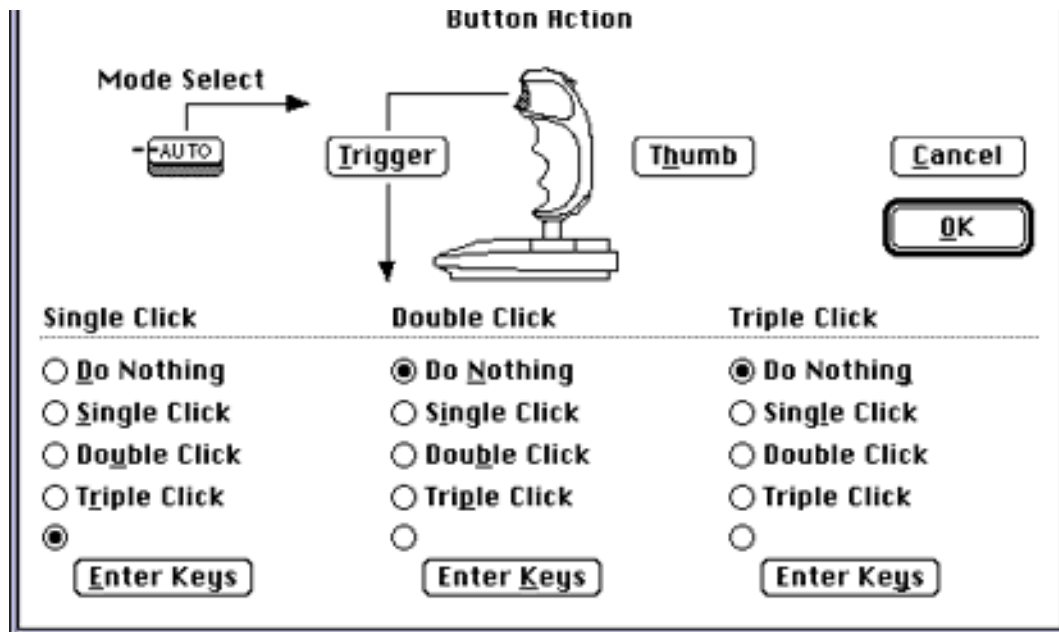 Button Action
Mode Select
AUTO
Trigger
Thumb
Cancel
OK
Single Click
Double Click
Triple Click
Do Nothing
Do Nothing
Do Nothing
Single Click
Single Click
Single Click
Double Click
Double Click
Double Click
Triple Click
Triple Click
Triple Click
Enter Keys
Enter Keys
Enter Keys